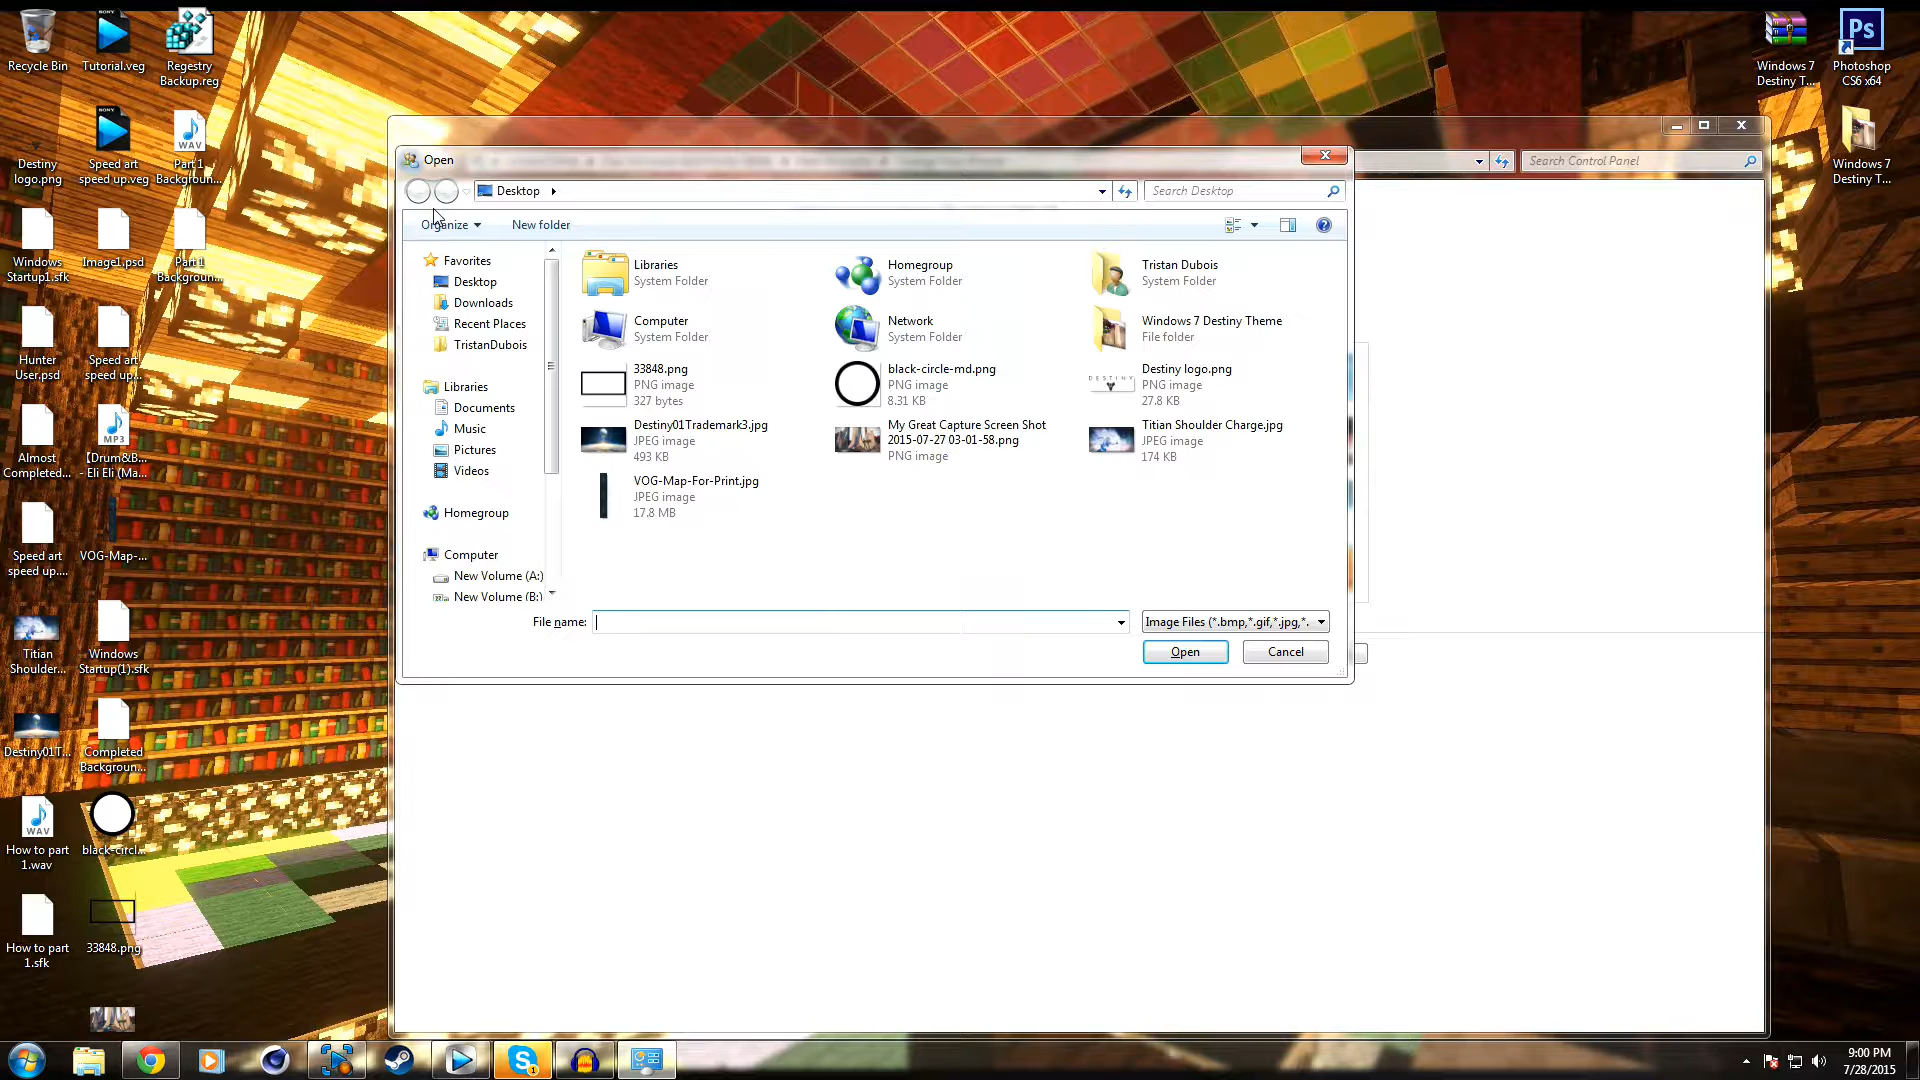 Recycle Bin
Tutorial.veg
Regestry
Backup.reg
Destiny
logo.png
Speed art
speed up.veg
Part 1
Backgroun...
Windows
Startup1.sfk
Image1.psd
Part 1
Backgroun...
Hunter
User.psd
Speed art
speed up...
Almost
Completed...
MP3
【Drum&B...
- Eli Eli (Ma...
Speed art
speed up....
VOG-Map-...
Titian
Shoulder...
Windows
Startup(1).sfk
Destiny01T...
Completed
Backgroun...
WAV
How to part
1.wav
black-circl...
How to part
1.sfk
33848.png
SONY
SONY
WAV
Windows 7
Destiny T...
Ps
Photoshop
CS6 x64
Windows 7
Destiny T...
Search Control Panel
Open
Desktop
Search Desktop
Organize
New folder
Favorites
Desktop
Downloads
Recent Places
TristanDubois
Libraries
Documents
Music
Pictures
Videos
Homegroup
Computer
New Volume (A:)
New Volume (B:)
Libraries
System Folder
Homegroup
System Folder
Tristan Dubois
System Folder
Computer
System Folder
Network
System Folder
Windows 7 Destiny Theme
File folder
33848.png
PNG image
327 bytes
black-circle-md.png
PNG image
8.31 KB
Destiny logo.png
PNG image
27.8 KB
DESTINY
Destiny01Trademark3.jpg
JPEG image
493 KB
My Great Capture Screen Shot
2015-07-27 03-01-58.png
PNG image
Titian Shoulder Charge.jpg
JPEG image
174 KB
VOG-Map-For-Print.jpg
JPEG image
17.8 MB
File name:
Image Files (*.bmp,*.gif,*.jpg,*.
Open
Cancel
9:00 PM
7/28/2015